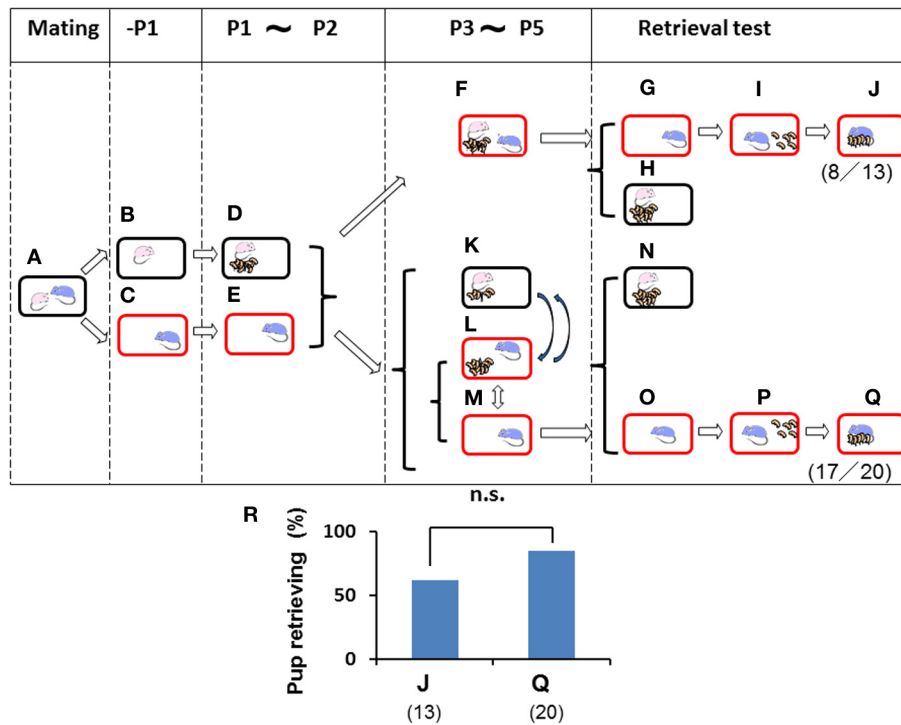 Mating -P1 P1 ~ P2 P3 ~ P5 Retrieval test
F G I J
(8/13)
H
B D
A K N
C E
L
M O P Q
(17/20)
n.s.
R
Pup retrieving (%)
100
50
0
J Q
(13) (20)